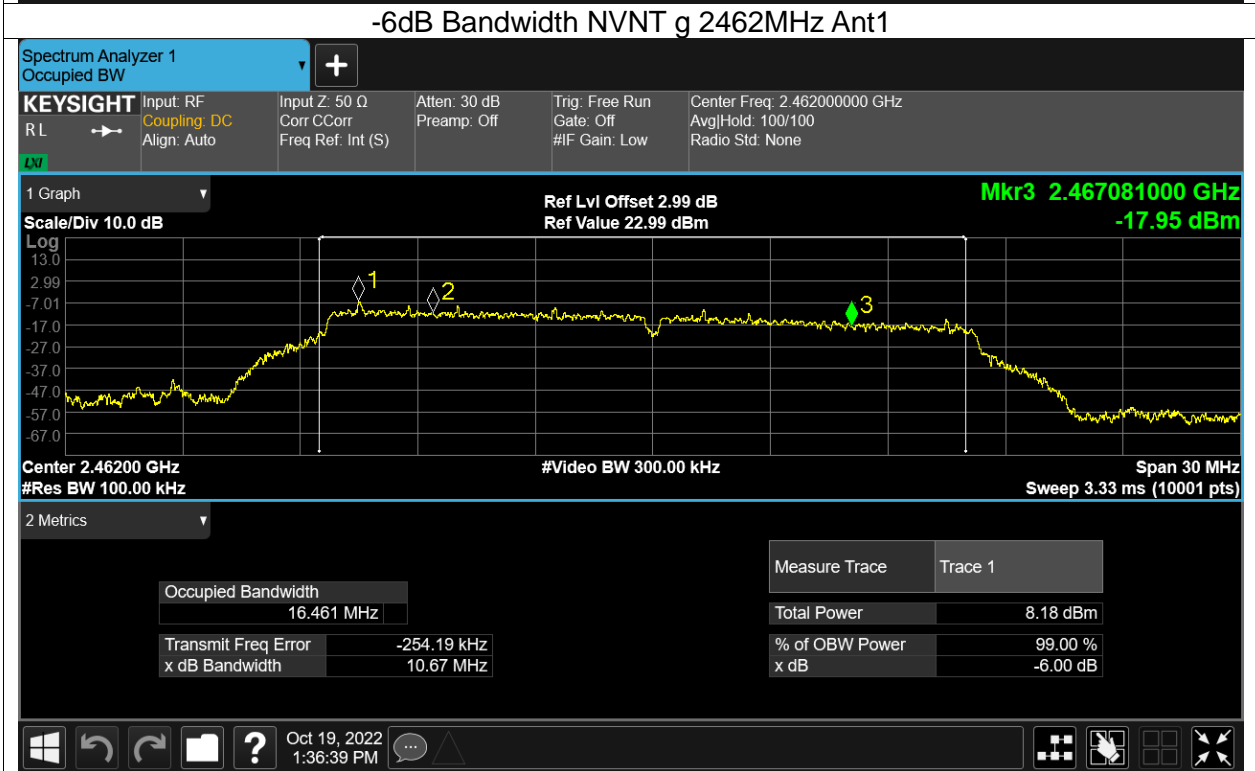 -6dB Bandwidth NVNT g 2462MHz Ant1
Spectrum Analyzer 1
Occupied BW
KEYSIGHT
R L
LXI
Input: RF
Coupling: DC
Align: Auto
Input Z: 50 Ω
Corr CCorr
Freq Ref: Int (S)
Atten: 30 dB
Preamp: Off
Trig: Free Run
Gate: Off
#IF Gain: Low
Center Freq: 2.462000000 GHz
Avg|Hold: 100/100
Radio Std: None
1 Graph
Scale/Div 10.0 dB
Ref Lvl Offset 2.99 dB
Ref Value 22.99 dBm
Mkr3 2.467081000 GHz
-17.95 dBm
Log
13.0
2.99
-7.01
-17.0
-27.0
-37.0
-47.0
-57.0
-67.0
1
2
3
Center 2.46200 GHz
#Video BW 300.00 kHz
Span 30 MHz
#Res BW 100.00 kHz
Sweep 3.33 ms (10001 pts)
2 Metrics
Occupied Bandwidth
16.461 MHz
Transmit Freq Error -254.19 kHz
x dB Bandwidth 10.67 MHz
Measure Trace Trace 1
Total Power 8.18 dBm
% of OBW Power 99.00 %
x dB -6.00 dB
?
Oct 19, 2022
1:36:39 PM